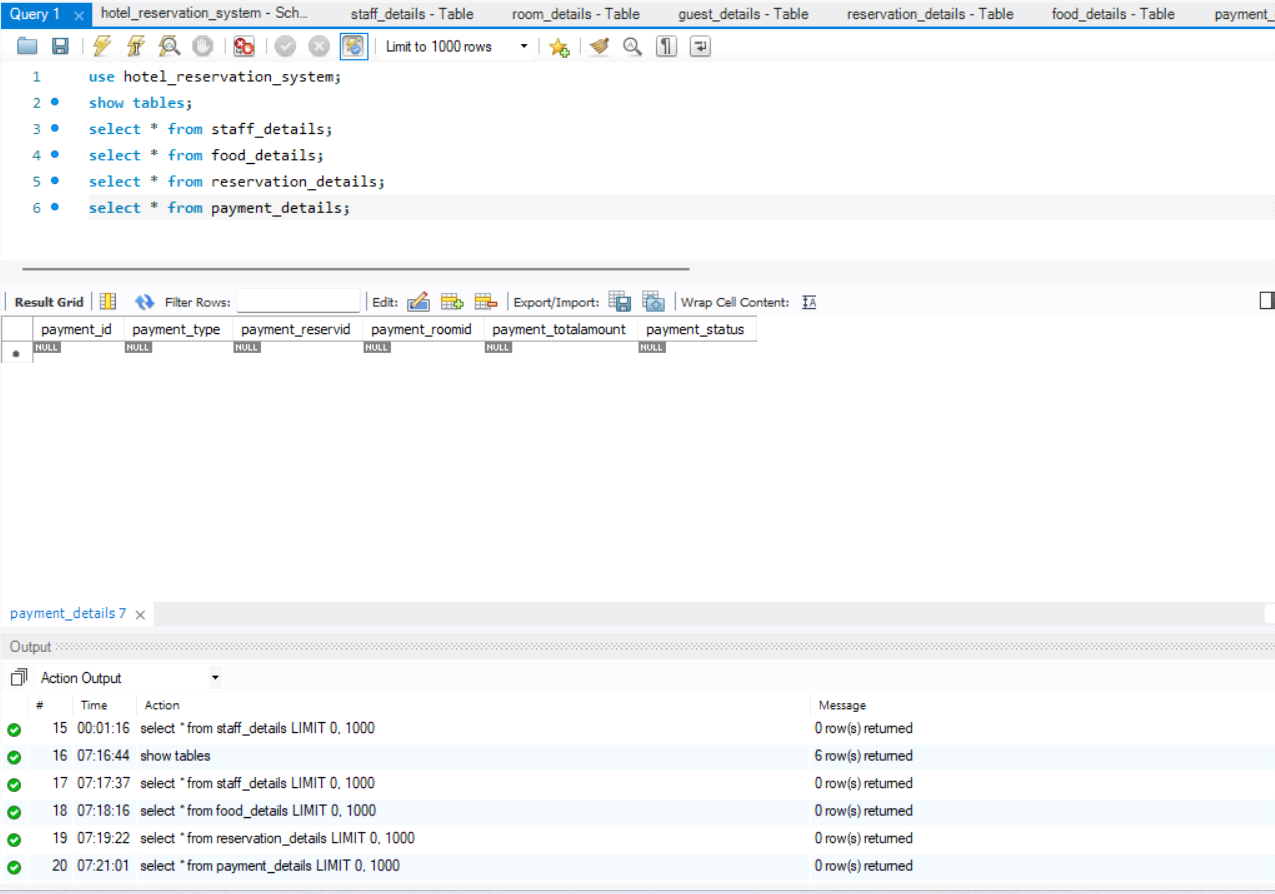 Query 1 hotel_reservation_system - Sch... staff_details - Table room_details - Table guest_details - Table reservation_details - Table food_details - Table payment_
Limit to 1000 rows
1 use hotel_reservation_system;
2 show tables;
3 select * from staff_details;
4 select * from food_details;
5 select * from reservation_details;
6 select * from payment_details;
Result Grid Filter Rows: Edit: Export/Import: Wrap Cell Content:
payment_id payment_type payment_reservid payment_roomid payment_totalamount payment_status
NULL NULL NULL NULL NULL NULL
payment_details 7
Output
Action Output
# Time Action Message
15 00:01:16 select * from staff_details LIMIT 0, 1000 0 row(s) returned
16 07:16:44 show tables 6 row(s) returned
17 07:17:37 select * from staff_details LIMIT 0, 1000 0 row(s) returned
18 07:18:16 select * from food_details LIMIT 0, 1000 0 row(s) returned
19 07:19:22 select * from reservation_details LIMIT 0, 1000 0 row(s) returned
20 07:21:01 select * from payment_details LIMIT 0, 1000 0 row(s) returned